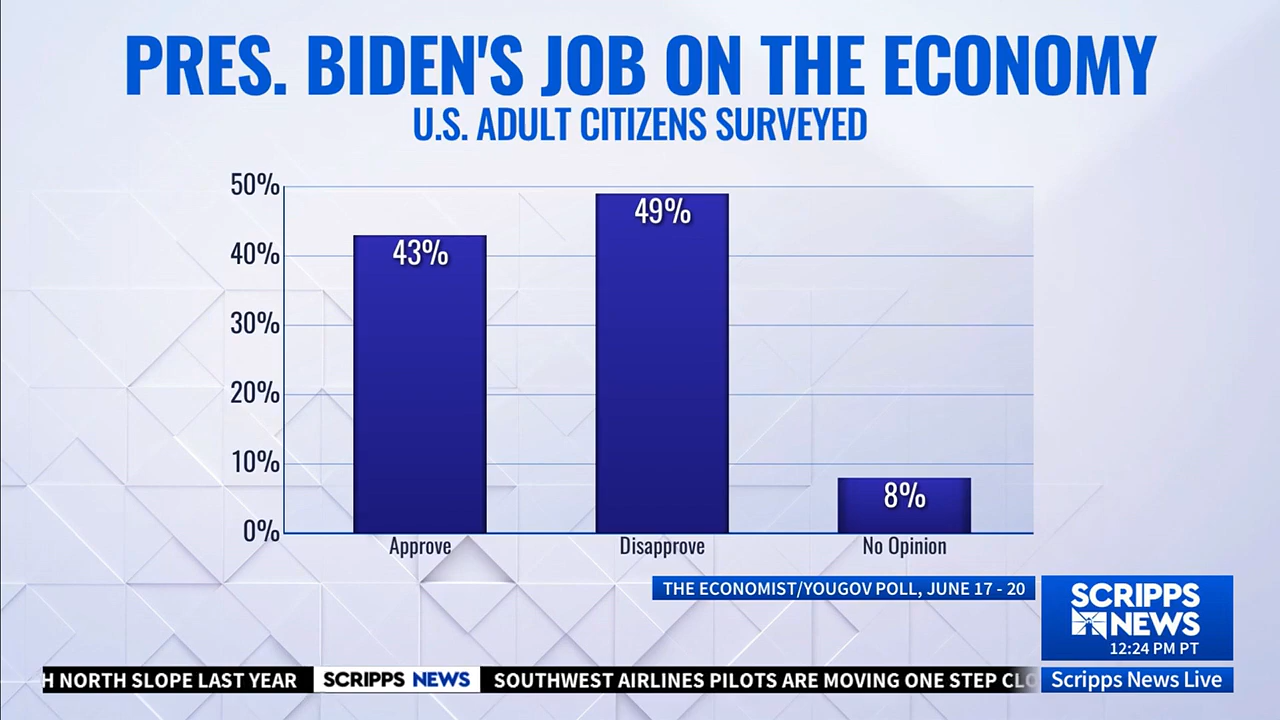 PRES. BIDEN'S JOB ON THE ECONOMY
U.S. ADULT CITIZENS SURVEYED
50%
40%
30%
20%
10%
0%
43%
49%
8%
Approve
Disapprove
No Opinion
THE ECONOMIST/YOUGOV POLL, JUNE 17 - 20
SCRIPPS
NEWS
12:24 PM PT
H NORTH SLOPE LAST YEAR SCRIPPS NEWS SOUTHWEST AIRLINES PILOTS ARE MOVING ONE STEP CLO
Scripps News Live